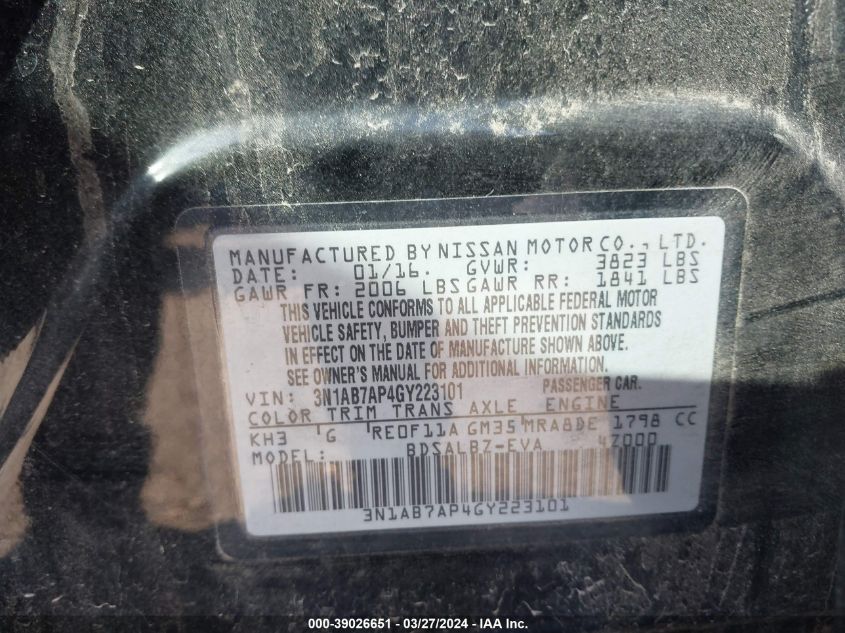 MANUFACTURED BY NISSAN MOTOR CO., LTD.
DATE: 01/16. GVWR: 3823 LBS
GAWR FR: 2006 LBS GAWR RR: 1841 LBS
THIS VEHICLE CONFORMS TO ALL APPLICABLE FEDERAL MOTOR
VEHICLE SAFETY, BUMPER AND THEFT PREVENTION STANDARDS
IN EFFECT ON THE DATE OF MANUFACTURE SHOWN ABOVE.
SEE OWNER'S MANUAL FOR ADDITIONAL INFORMATION.
VIN: 3N1AB7AP4GY223101 PASSENGER CAR.
COLOR TRIM TRANS AXLE ENGINE
KH3 G RE0F11A GM35 MRA8DE 1798 CC
MODEL: BDSALBZ-EVA 4Z000
3N1AB7AP4GY223101
000-39026651 - 03/27/2024 - IAA Inc.